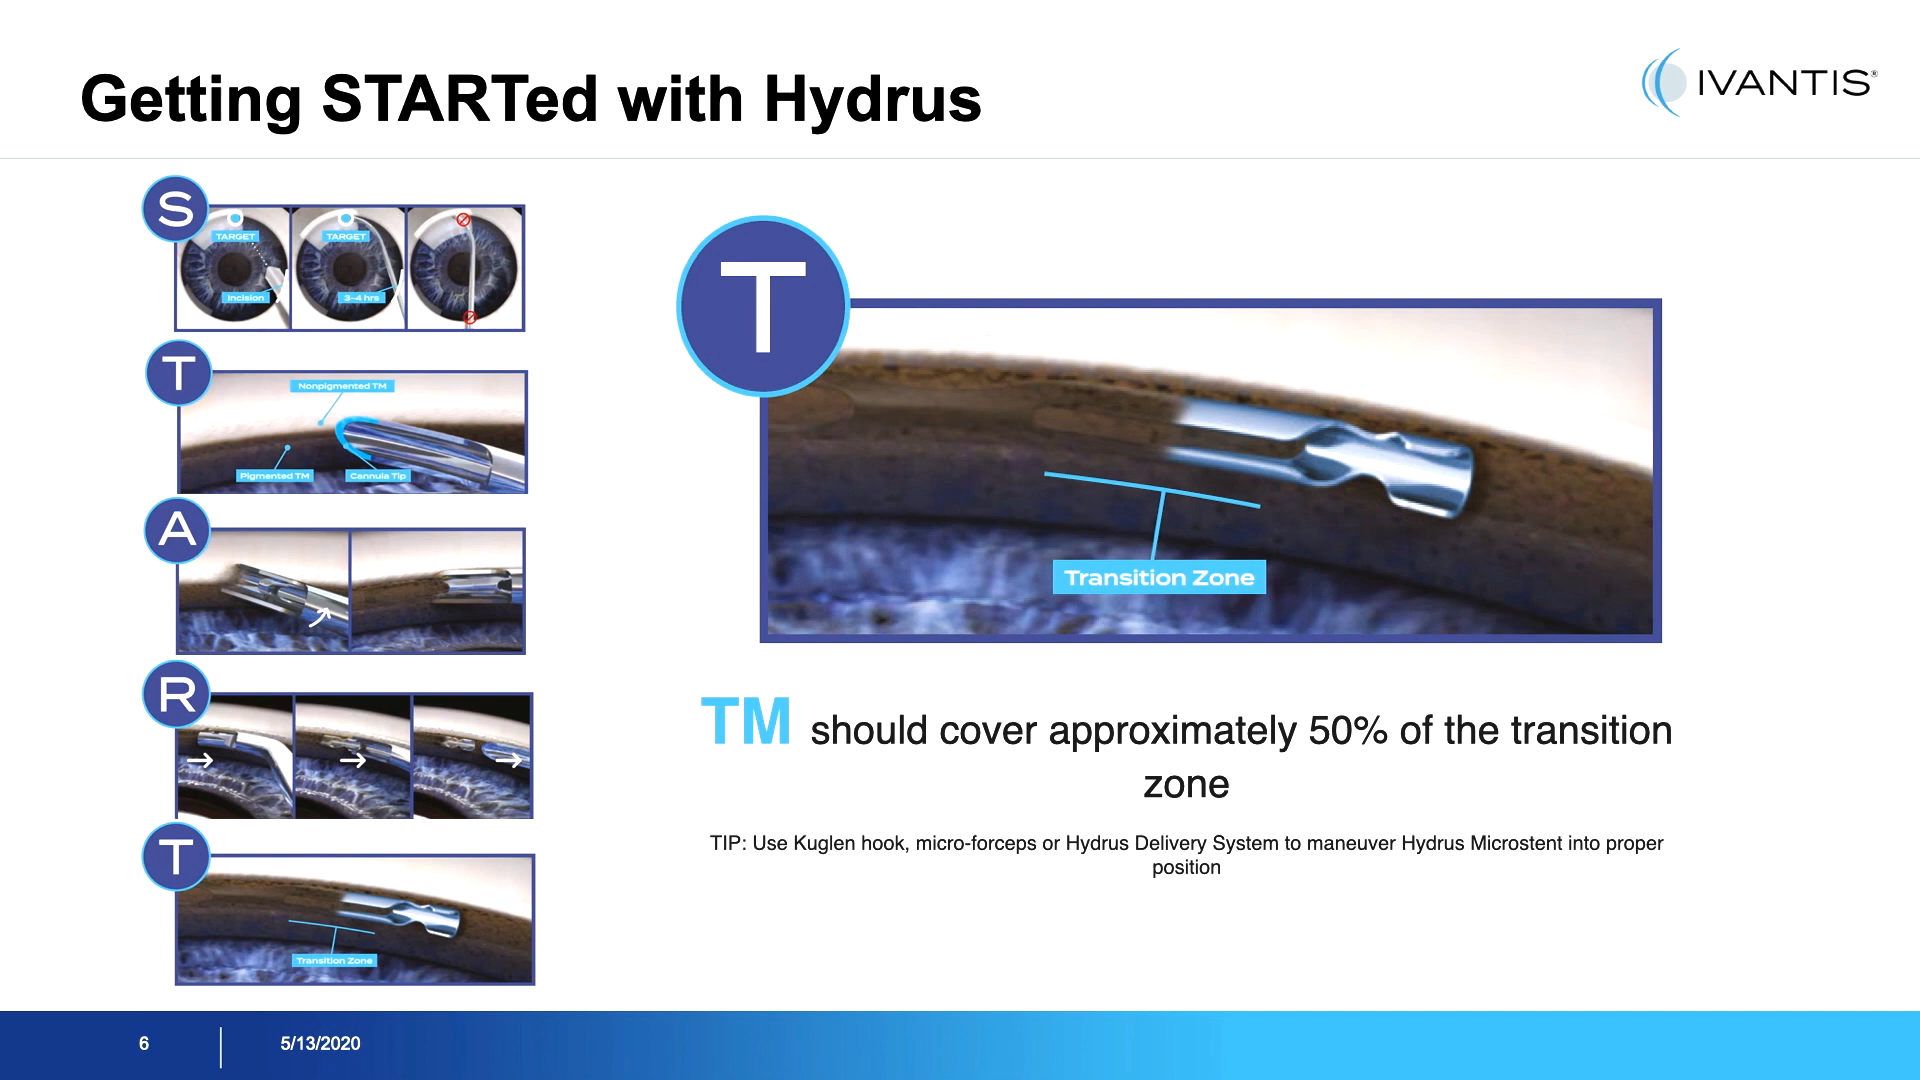 Getting STARTed with Hydrus
IVANTIS®
S
TARGET
TARGET
Incision
3-4 hrs
T
Nonpigmented TM
Pigmented TM
Cannula Tip
A
R
T
Transition Zone
T
Transition Zone
TM should cover approximately 50% of the transition
zone
TIP: Use Kuglen hook, micro-forceps or Hydrus Delivery System to maneuver Hydrus Microstent into proper
position
6
5/13/2020